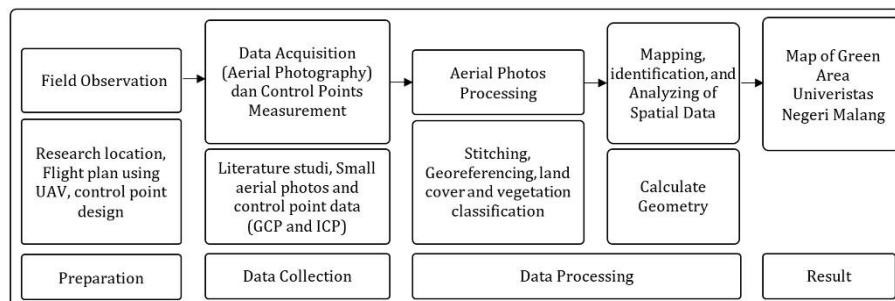 Field Observation
Data Acquisition
(Aerial Photography)
dan Control Points
Measurement
Aerial Photos
Processing
Mapping,
identification, and
Analyzing of
Spatial Data
Map of Green
Area
Univeristas
Negeri Malang
Research location,
Flight plan using
UAV, control point
design
Literature studi, Small
aerial photos and
control point data
(GCP and ICP)
Stitching,
Georeferencing, land
cover and vegetation
classification
Calculate
Geometry
Preparation
Data Collection
Data Processing
Result